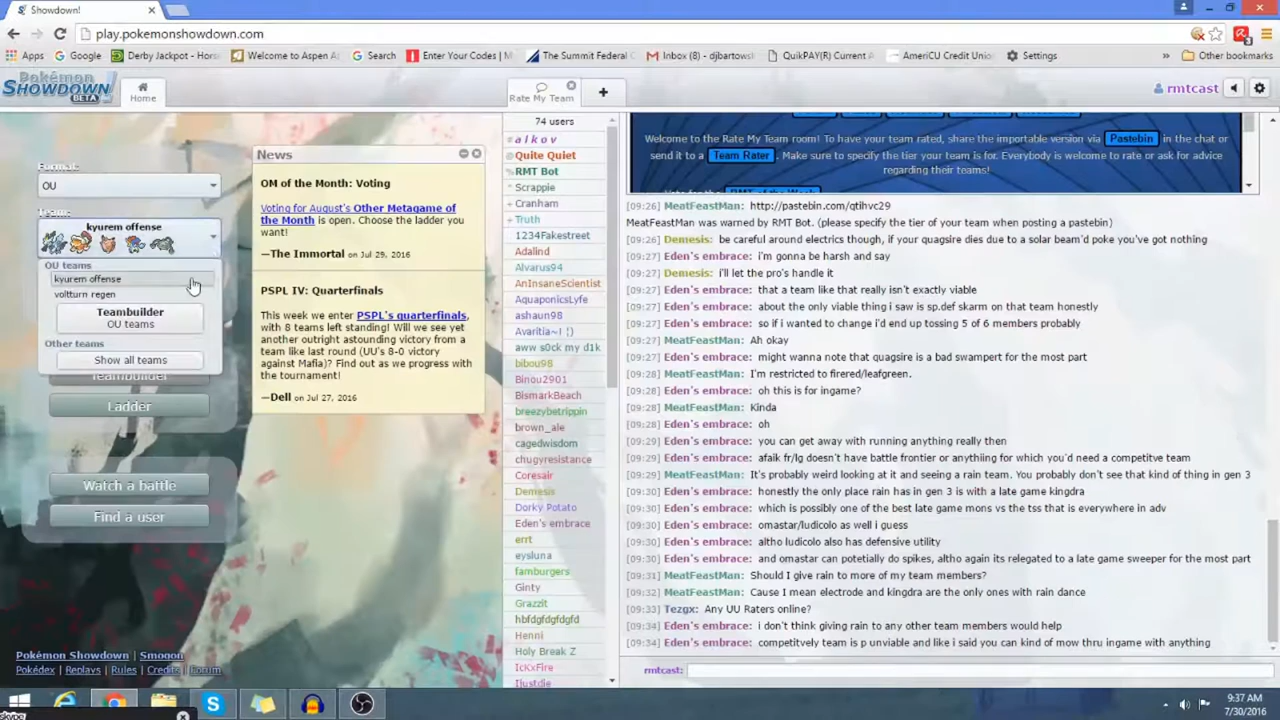 Showdown!
play.pokemonshowdown.com
Apps
Google
Derby Jackpot - Hors
Welcome to Aspen A
Search
Enter Your Codes | M
The Summit Federal C
Inbox (8) - djbartows
QuikPAY(R) Current A
AmeriCU Credit Unio
Settings
»
Other bookmarks
Pokémon
SHOWDOWN!
BETA
Home
Rate My Team
+
rmtcast
Format:
OU
kyurem offense
OU teams
kyurem offense
voltturn regen
Teambuilder
OU teams
Other teams
Show all teams
Teambuilder
Ladder
Watch a battle
Find a user
Pokémon Showdown | Smogon
Pokédex | Replays | Rules | Credits | Forum
News
OM of the Month: Voting
Voting for August's Other Metagame of
the Month is open. Choose the ladder you
want!
—The Immortal on Jul 29, 2016
PSPL IV: Quarterfinals
This week we enter PSPL's quarterfinals,
with 8 teams left standing! Will we see yet
another outright astounding victory from a
team like last round (UU's 8-0 victory
against Mafia)? Find out as we progress with
the tournament!
—Dell on Jul 27, 2016
74 users
alkov
Quite Quiet
RMT Bot
Scrappie
Cranham
Truth
1234Fakestreet
Adalind
Alvarus94
AnInsaneScientist
AquaponicsLyfe
ashaun98
Avaritia~! ¦)
aww s0ck my d1k
bibou98
Binou2901
BismarkBeach
breezybetrippin
brown_ale
cagedwisdom
chugyresistance
Coresair
Demesis
Dorky Potato
Eden's embrace
errt
eysluna
famburgers
Ginty
Grazzit
hbfdgfdgfdgfd
Henni
Holy Break Z
IcKxFire
Ijustdie
Welcome to the Rate My Team room! To have your team rated, share the importable version via Pastebin in the chat or
send it to a Team Rater. Make sure to specify the tier your team is for. Everybody is welcome to rate or ask for advice
regarding their teams!
[09:26] MeatFeastMan: http://pastebin.com/qtihvc29
MeatFeastMan was warned by RMT Bot. (please specify the tier of your team when posting a pastebin)
[09:26] Demesis: be careful around electrics though, if your quagsire dies due to a solar beam'd poke you've got nothing
[09:27] Eden's embrace: i'm gonna be harsh and say
[09:27] Demesis: i'll let the pro's handle it
[09:27] Eden's embrace: that a team like that really isn't exactly viable
[09:27] Eden's embrace: about the only viable thing i saw is sp.def skarm on that team honestly
[09:27] Eden's embrace: so if i wanted to change i'd end up tossing 5 of 6 members probably
[09:27] MeatFeastMan: Ah okay
[09:27] Eden's embrace: might wanna note that quagsire is a bad swampert for the most part
[09:28] MeatFeastMan: I'm restricted to firered/leafgreen.
[09:28] Eden's embrace: oh this is for ingame?
[09:28] MeatFeastMan: Kinda
[09:28] Eden's embrace: oh
[09:29] Eden's embrace: you can get away with running anything really then
[09:29] Eden's embrace: afaik fr/lg doesn't have battle frontier or anythiing for which you'd need a competitve team
[09:29] MeatFeastMan: It's probably weird looking at it and seeing a rain team. You probably don't see that kind of thing in gen 3
[09:30] Eden's embrace: honestly the only place rain has in gen 3 is with a late game kingdra
[09:30] Eden's embrace: which is possibly one of the best late game mons vs the tss that is everywhere in adv
[09:30] Eden's embrace: omastar/ludicolo as well i guess
[09:30] Eden's embrace: altho ludicolo also has defensive utility
[09:30] Eden's embrace: and omastar can potetially do spikes, altho again its relegated to a late game sweeper for the most part
[09:31] MeatFeastMan: Should I give rain to more of my team members?
[09:32] MeatFeastMan: Cause I mean electrode and kingdra are the only ones with rain dance
[09:33] Tezgx: Any UU Raters online?
[09:34] Eden's embrace: i don't think giving rain to any other team members would help
[09:34] Eden's embrace: competitvely team is p unviable and like i said you can kind of mow thru ingame with anything
rmtcast:
skype
9:37 AM
7/30/2016